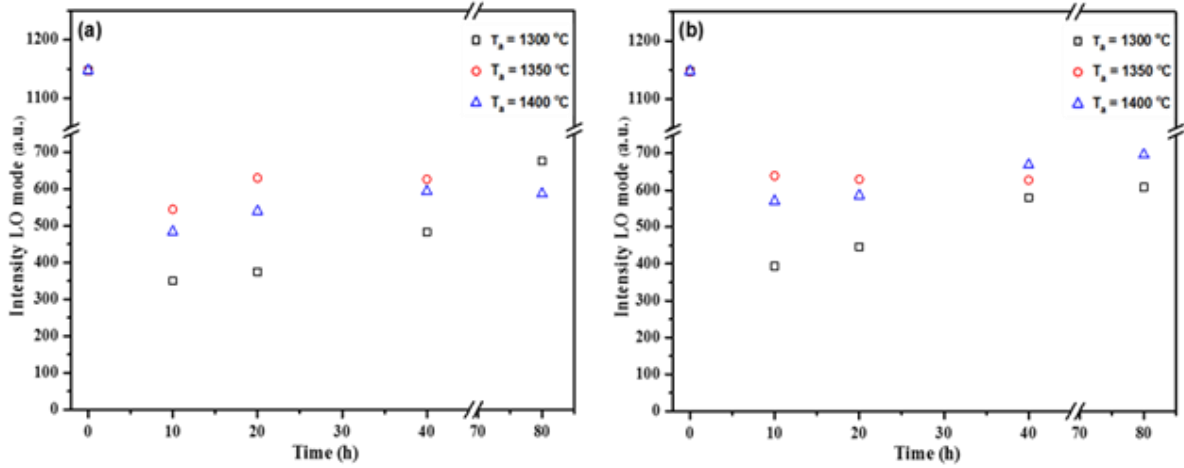 (a)
Tₐ = 1300 °C
Tₐ = 1350 °C
Tₐ = 1400 °C
1200
1100
700
600
500
400
300
200
100
0
Intensity LO mode (a.u.)
0 10 20 30 40 70 80
Time (h)
(b)
Tₐ = 1300 °C
Tₐ = 1350 °C
Tₐ = 1400 °C
1200
1100
700
600
500
400
300
200
100
0
Intensity LO mode (a.u.)
0 10 20 30 40 70 80
Time (h)